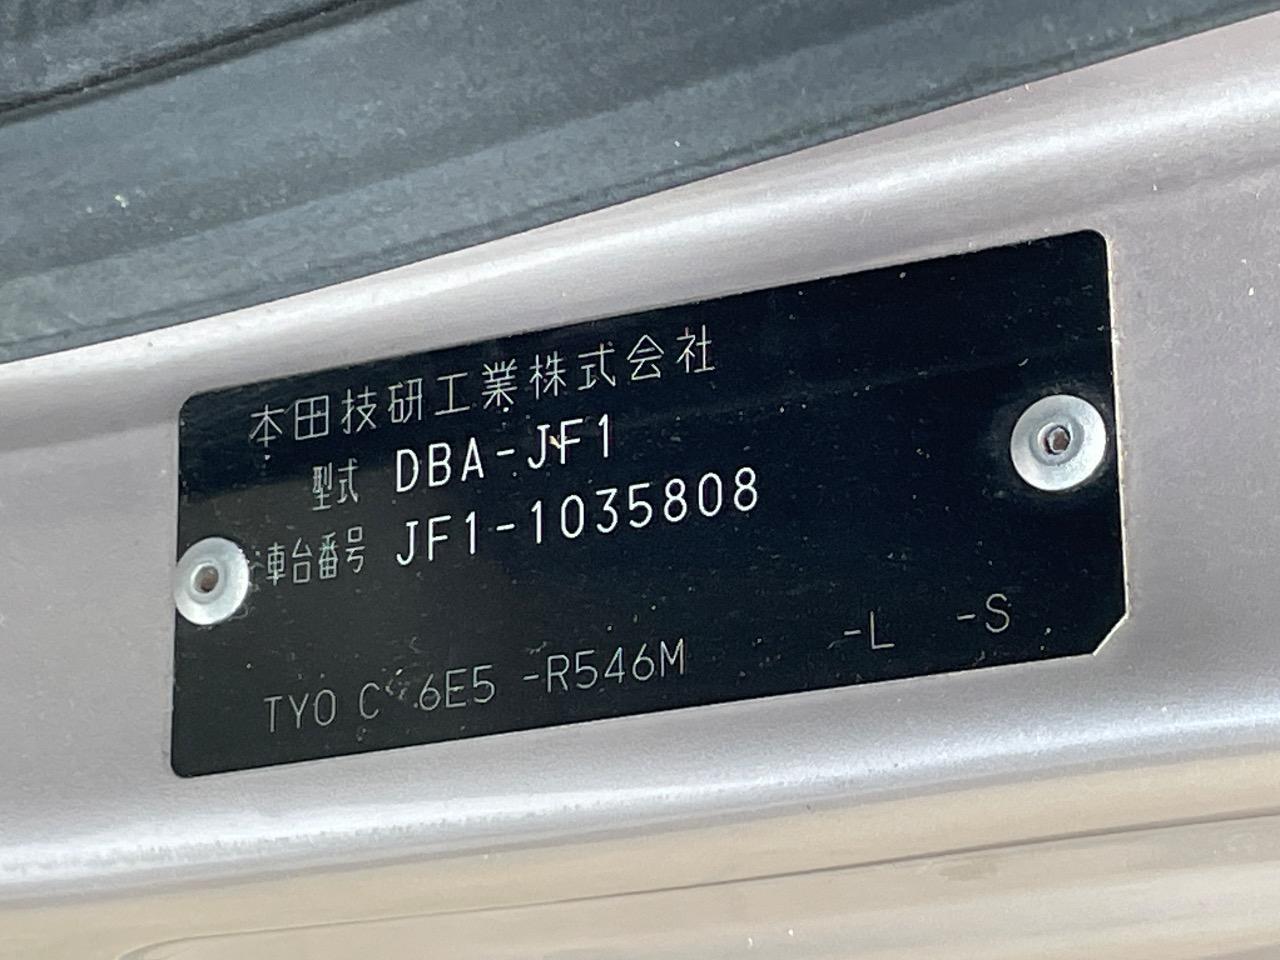 本田技研工業株式会社
型式 DBA-JF1
車台番号 JF1-1035808
TYO C 6E5 -R546M -L -S